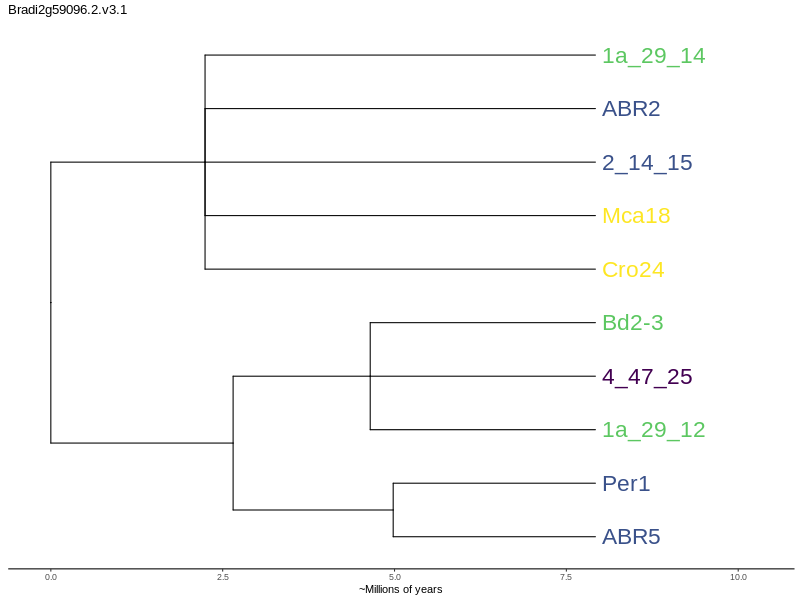 Bradi2g59096.2.v3.1
1a_29_14
ABR2
2_14_15
Mca18
Cro24
Bd2-3
4_47_25
1a_29_12
Per1
ABR5
0.0 2.5 5.0 7.5 10.0
~Millions of years